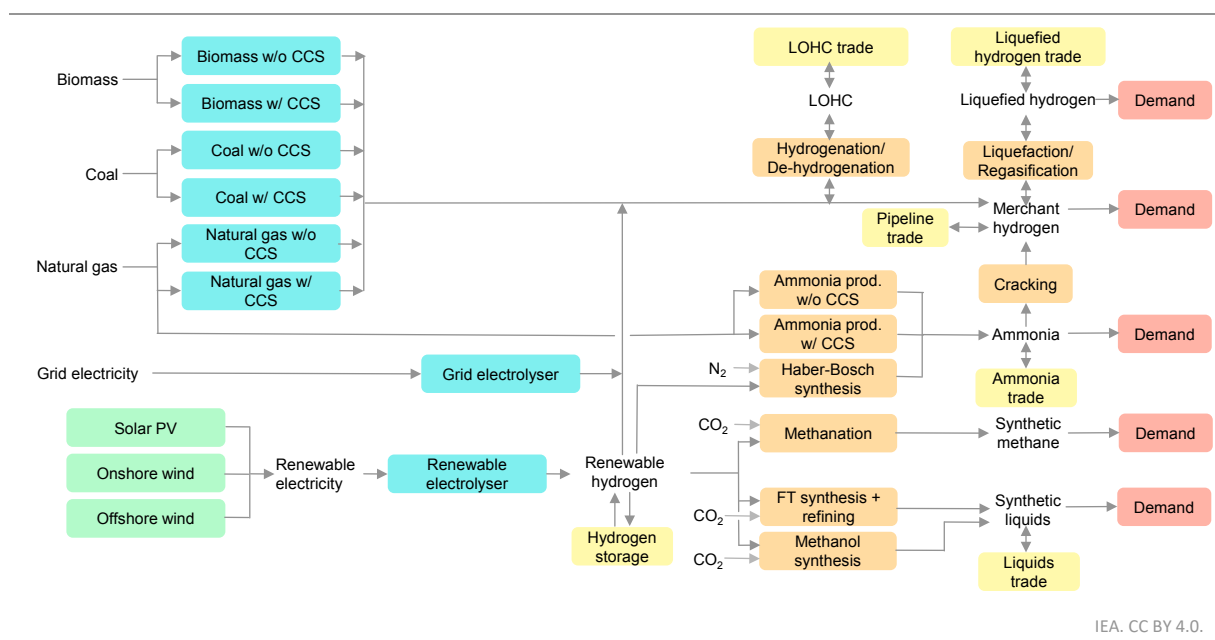 Biomass
Biomass w/o CCS
Biomass w/ CCS
Coal
Coal w/o CCS
Coal w/ CCS
Natural gas
Natural gas w/o
CCS
Natural gas w/
CCS
Grid electricity
Grid electrolyser
Solar PV
Onshore wind
Offshore wind
Renewable
electricity
Renewable
electrolyser
Renewable
hydrogen
Hydrogen
storage
LOHC trade
LOHC
Hydrogenation/
De-hydrogenation
Liquefied
hydrogen trade
Liquefied hydrogen
Demand
Liquefaction/
Regasification
Pipeline
trade
Merchant
hydrogen
Demand
Cracking
Ammonia prod.
w/o CCS
Ammonia prod.
w/ CCS
N₂
Haber-Bosch
synthesis
Ammonia
Demand
Ammonia
trade
CO₂
Methanation
Synthetic
methane
Demand
CO₂
FT synthesis +
refining
CO₂
Methanol
synthesis
Synthetic
liquids
Demand
Liquids
trade
IEA. CC BY 4.0.